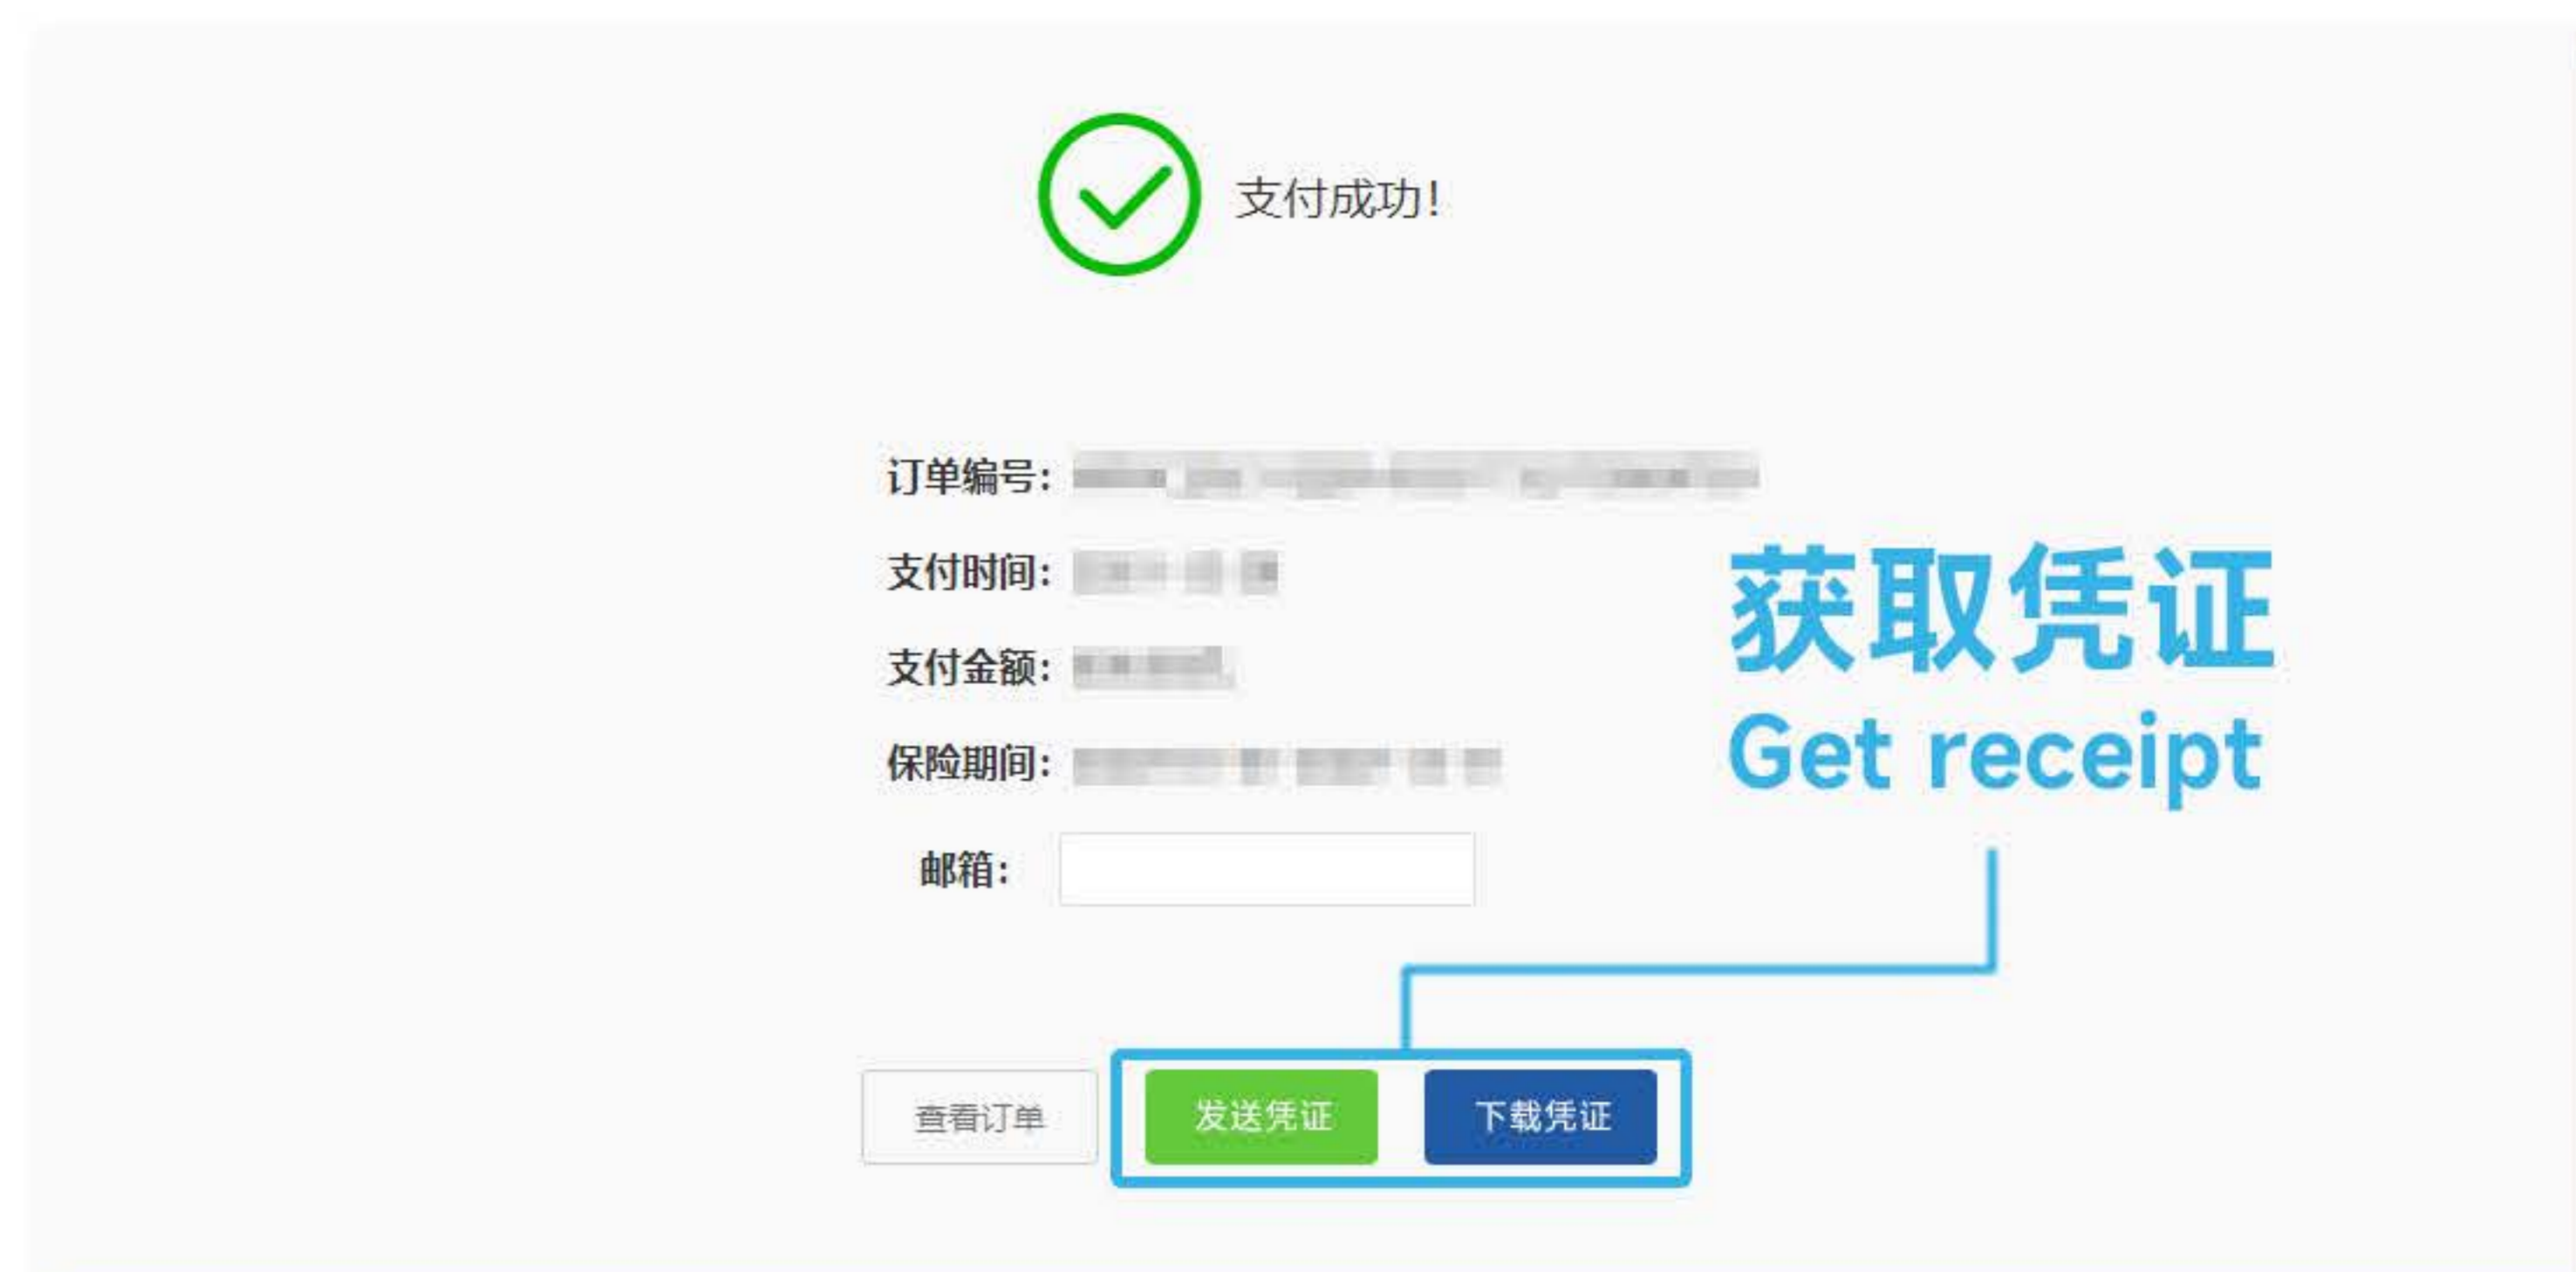 支付成功！
订单编号：
支付时间：
支付金额：
保险期间：
邮箱：
获取凭证
Get receipt
查看订单
发送凭证
下载凭证